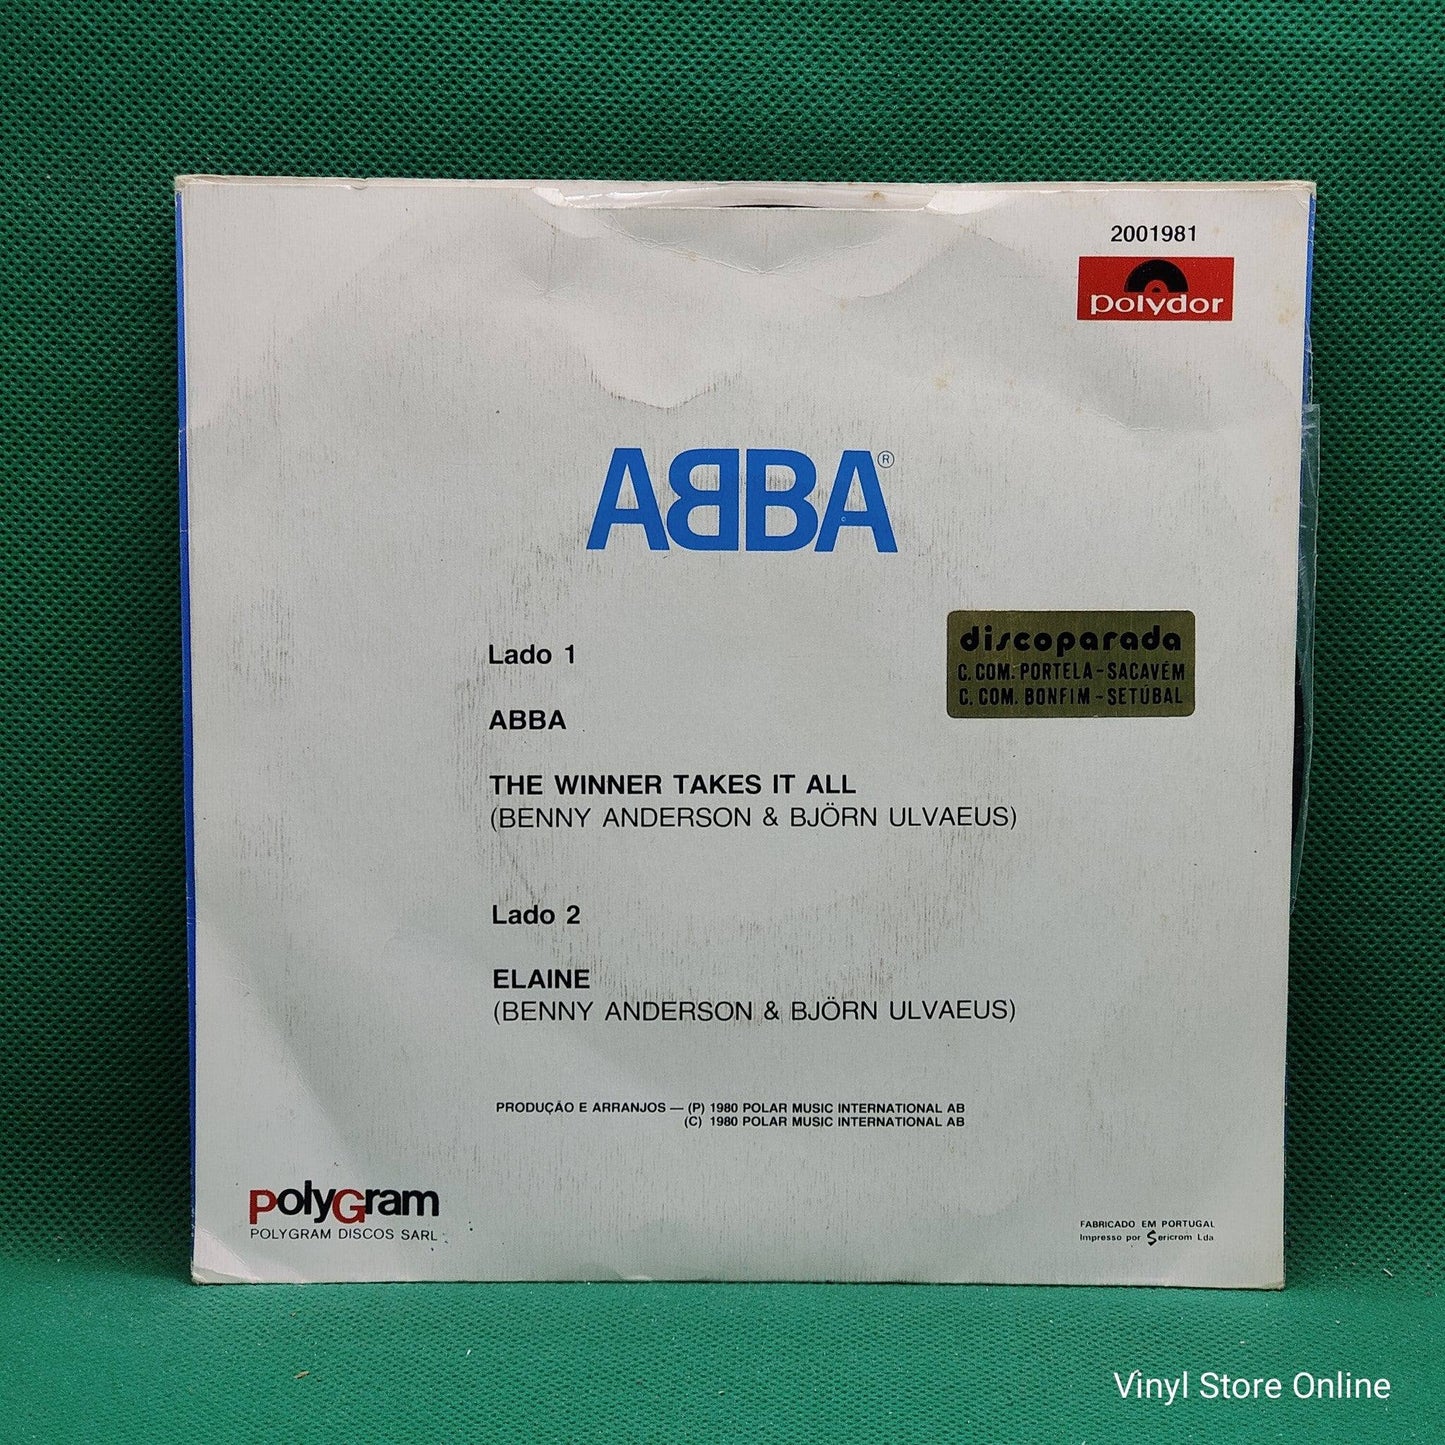 2001981
polydor
ABBA®
discoparada
C. COM. PORTELA - SACAVÉM
C. COM. BONFIM - SETÚBAL
Lado 1
ABBA
THE WINNER TAKES IT ALL
(BENNY ANDERSON & BJÖRN ULVAEUS)
Lado 2
ELAINE
(BENNY ANDERSON & BJÖRN ULVAEUS)
PRODUÇÃO E ARRANJOS — (P) 1980 POLAR MUSIC INTERNATIONAL AB
(C) 1980 POLAR MUSIC INTERNATIONAL AB
PolyGram
POLYGRAM DISCOS SARL
FABRICADO EM PORTUGAL
Impresso por Sericrom Lda
Vinyl Store Online